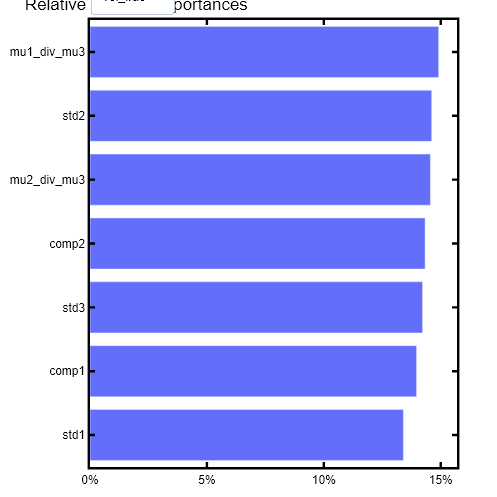 Relative portances
mu1_div_mu3
std2
mu2_div_mu3
comp2
std3
comp1
std1
0% 5% 10% 15%